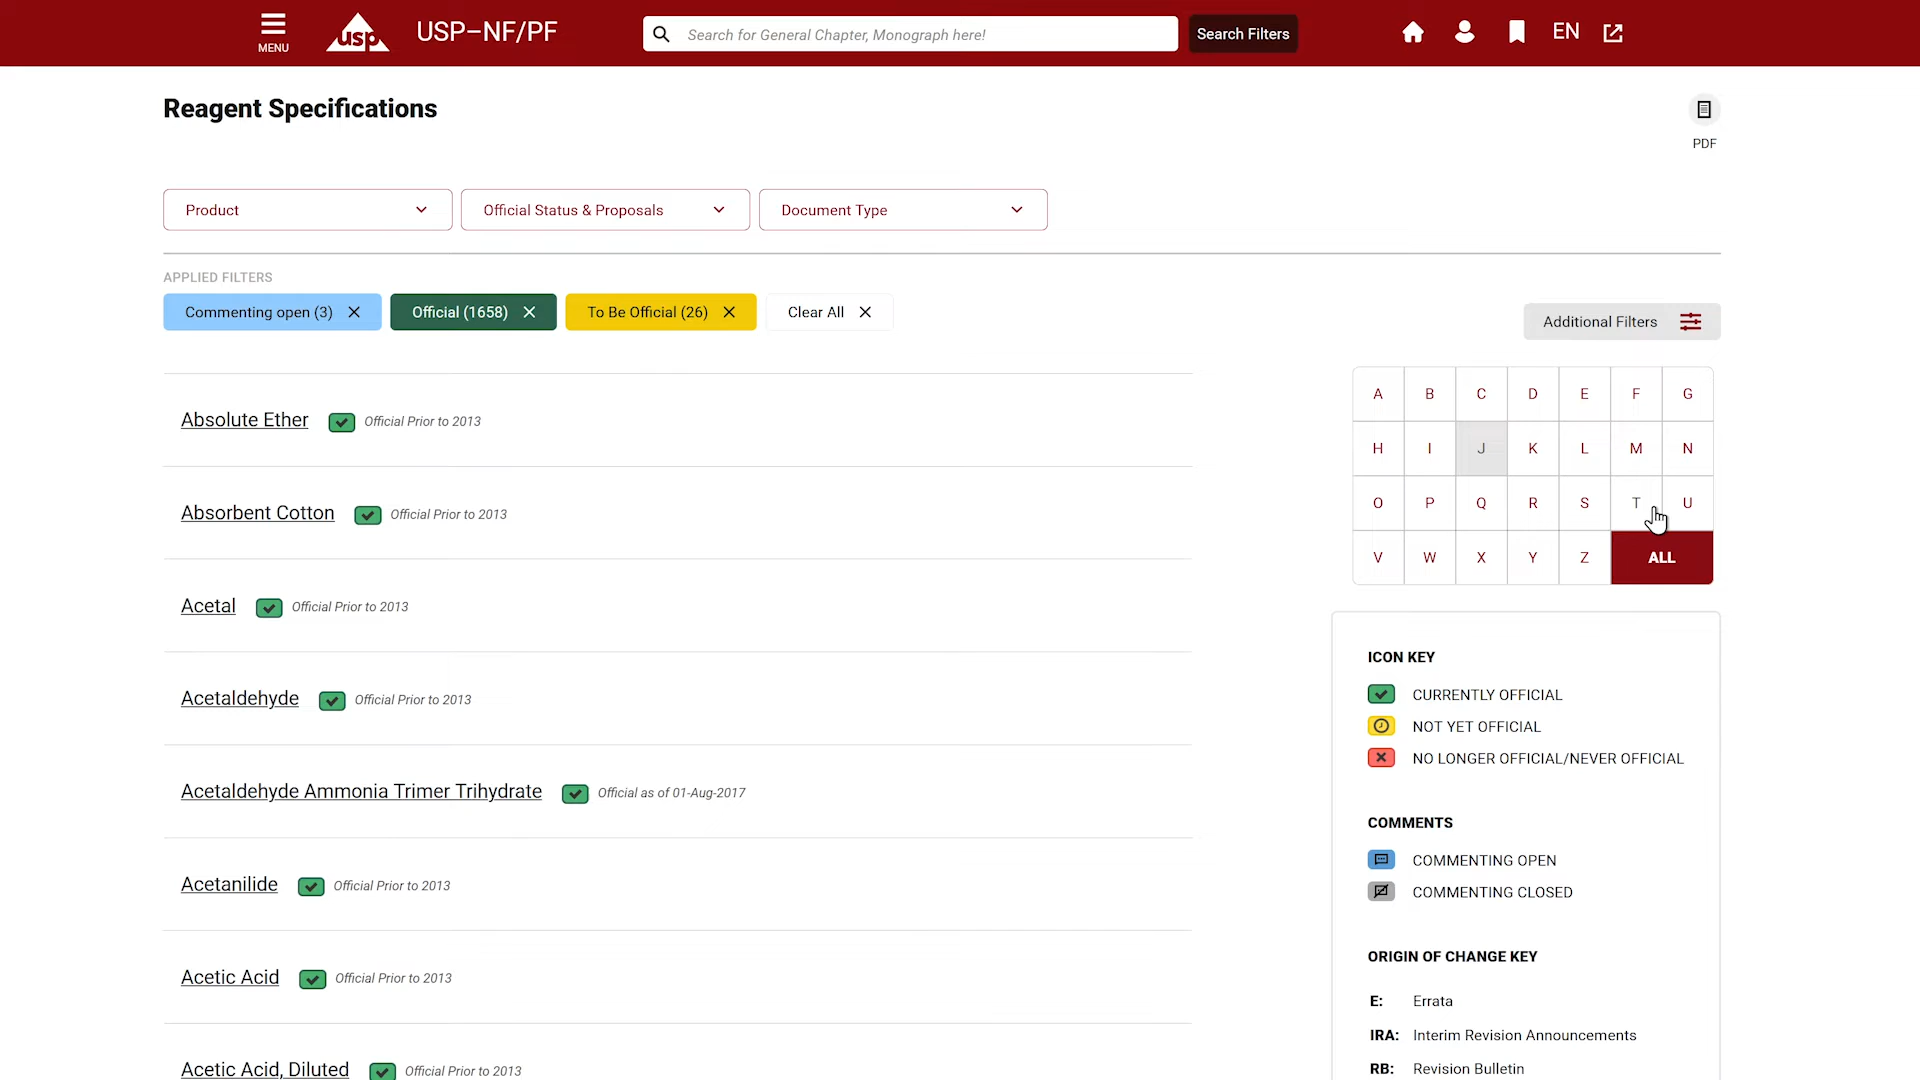 MENU
usp
USP–NF/PF
Search for General Chapter, Monograph here!
Search Filters
EN
Reagent Specifications
PDF
Product
Official Status & Proposals
Document Type
APPLIED FILTERS
Commenting open (3)
Official (1658)
To Be Official (26)
Clear All
Additional Filters
Absolute Ether Official Prior to 2013
Absorbent Cotton Official Prior to 2013
Acetal Official Prior to 2013
Acetaldehyde Official Prior to 2013
Acetaldehyde Ammonia Trimer Trihydrate Official as of 01-Aug-2017
Acetanilide Official Prior to 2013
Acetic Acid Official Prior to 2013
Acetic Acid, Diluted Official Prior to 2013
A B C D E F G
H I J K L M N
O P Q R S T U
V W X Y Z ALL
ICON KEY
CURRENTLY OFFICIAL
NOT YET OFFICIAL
NO LONGER OFFICIAL/NEVER OFFICIAL
COMMENTS
COMMENTING OPEN
COMMENTING CLOSED
ORIGIN OF CHANGE KEY
E: Errata
IRA: Interim Revision Announcements
RB: Revision Bulletin